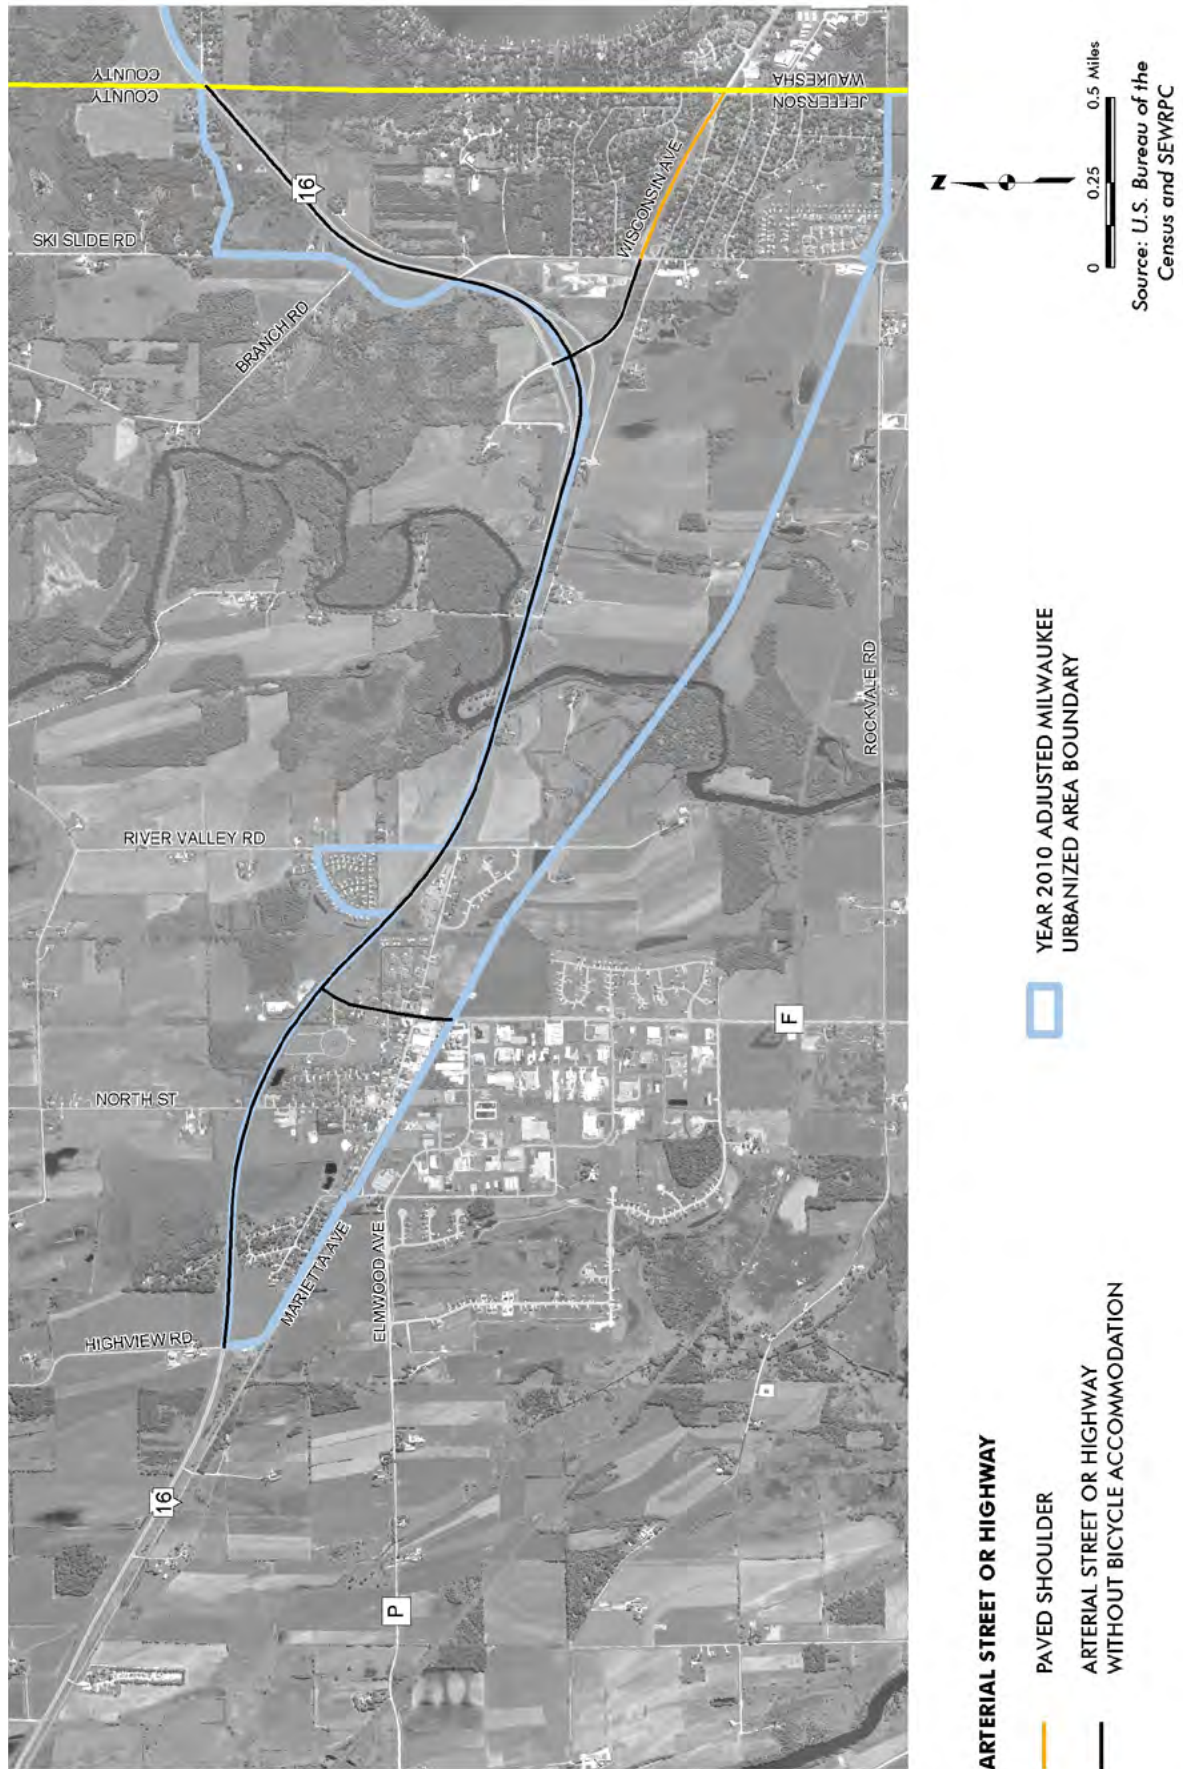 COUNTY
COUNTY
WAUKESHA
JEFFERSON
SKI SLIDE RD
16
BRANCH RD
WISCONSIN AVE
RIVER VALLEY RD
ROCKVALE RD
NORTH ST
F
HIGHVIEW RD
MARIETTA AVE
ELMWOOD AVE
16
P
ARTERIAL STREET OR HIGHWAY
PAVED SHOULDER
ARTERIAL STREET OR HIGHWAY
WITHOUT BICYCLE ACCOMMODATION
YEAR 2010 ADJUSTED MILWAUKEE
URBANIZED AREA BOUNDARY
N
0 0.25 0.5 Miles
Source: U.S. Bureau of the
Census and SEWRPC